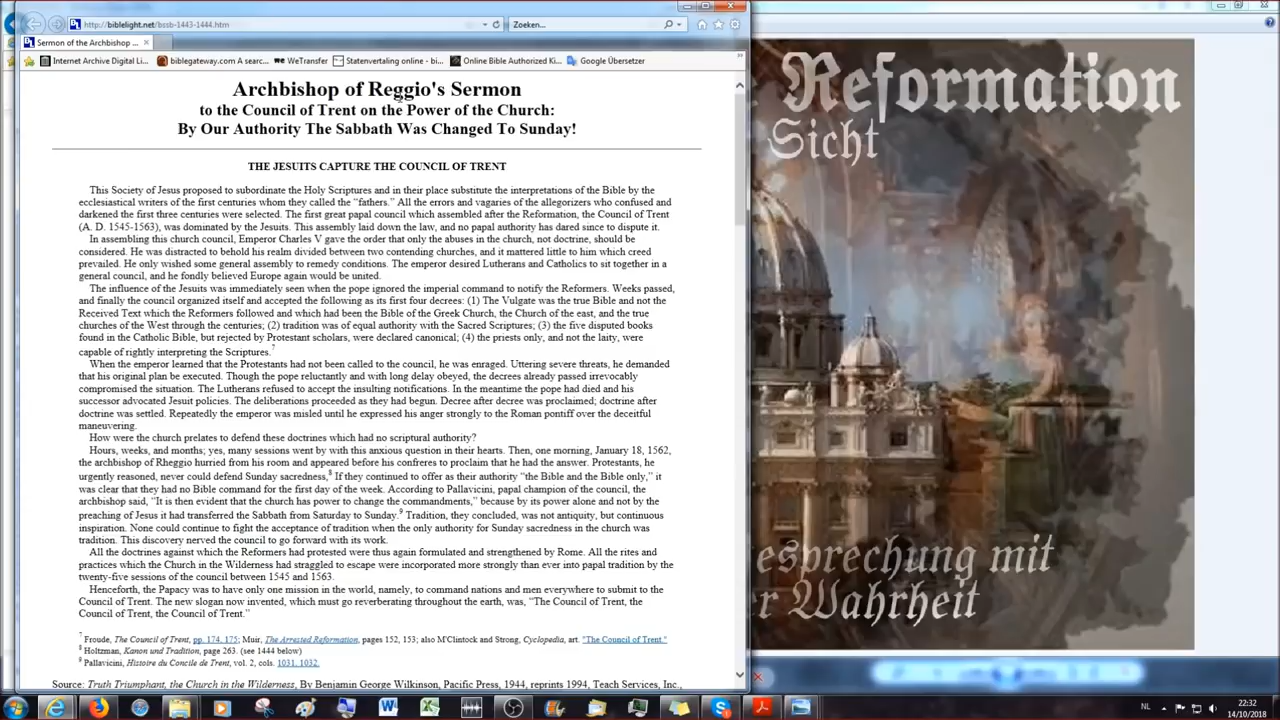 http://biblelight.net/bcsb-1443-1444.htm
Zoeken...
Sermon of the Archbishop ...
Internet Archive Digital Li...
biblegateway.com A searc...
WeTransfer
Statenvertaling online - bi...
Online Bible Authorized Ki...
Google Übersetzer
Archbishop of Reggio's Sermon
to the Council of Trent on the Power of the Church:
By Our Authority The Sabbath Was Changed To Sunday!
THE JESUITS CAPTURE THE COUNCIL OF TRENT
This Society of Jesus proposed to subordinate the Holy Scriptures and in their place substitute the interpretations of the Bible by the
ecclesiastical writers of the first centuries whom they called the “fathers.” All the errors and vagaries of the allegorizers who confused and
darkened the first three centuries were selected. The first great papal council which assembled after the Reformation, the Council of Trent
(A. D. 1545-1563), was dominated by the Jesuits. This assembly laid down the law, and no papal authority has dared since to dispute it.
In assembling this church council, Emperor Charles V gave the order that only the abuses in the church, not doctrine, should be
considered. He was distracted to behold his realm divided between two contending churches, and it mattered little to him which creed
prevailed. He only wished some general assembly to remedy conditions. The emperor desired Lutherans and Catholics to sit together in a
general council, and he fondly believed Europe again would be united.
The influence of the Jesuits was immediately seen when the pope ignored the imperial command to notify the Reformers. Weeks passed,
and finally the council organized itself and accepted the following as its first four decrees: (1) The Vulgate was the true Bible and not the
Received Text which the Reformers followed and which had been the Bible of the Greek Church, the Church of the east, and the true
churches of the West through the centuries; (2) tradition was of equal authority with the Sacred Scriptures; (3) the five disputed books
found in the Catholic Bible, but rejected by Protestant scholars, were declared canonical; (4) the priests only, and not the laity, were
capable of rightly interpreting the Scriptures.7
When the emperor learned that the Protestants had not been called to the council, he was enraged. Uttering severe threats, he demanded
that his original plan be executed. Though the pope reluctantly and with long delay obeyed, the decrees already passed irrevocably
compromised the situation. The Lutherans refused to accept the insulting notifications. In the meantime the pope had died and his
successor advocated Jesuit policies. The deliberations proceeded as they had begun. Decree after decree was proclaimed; doctrine after
doctrine was settled. Repeatedly the emperor was misled until he expressed his anger strongly to the Roman pontiff over the deceitful
maneuvering.
How were the church prelates to defend these doctrines which had no scriptural authority?
Hours, weeks, and months; yes, many sessions went by with this anxious question in their hearts. Then, one morning, January 18, 1562,
the archbishop of Rheggio hurried from his room and appeared before his confreres to proclaim that he had the answer. Protestants, he
urgently reasoned, never could defend Sunday sacredness,8 If they continued to offer as their authority “the Bible and the Bible only,” it
was clear that they had no Bible command for the first day of the week. According to Pallavicini, papal champion of the council, the
archbishop said, “It is then evident that the church has power to change the commandments,” because by its power alone and not by the
preaching of Jesus it had transferred the Sabbath from Saturday to Sunday.9 Tradition, they concluded, was not antiquity, but continuous
inspiration. None could continue to fight the acceptance of tradition when the only authority for Sunday sacredness in the church was
tradition. This discovery nerved the council to go forward with its work.
All the doctrines against which the Reformers had protested were thus again formulated and strengthened by Rome. All the rites and
practices which the Church in the Wilderness had straggled to escape were incorporated more strongly than ever into papal tradition by the
twenty-five sessions of the council between 1545 and 1563.
Henceforth, the Papacy was to have only one mission in the world, namely, to command nations and men everywhere to submit to the
Council of Trent. The new slogan now invented, which must go reverberating throughout the earth, was, “The Council of Trent, the
Council of Trent, the Council of Trent.”
7 Froude, The Council of Trent, pp. 174, 175; Muir, The Arrested Reformation, pages 152, 153; also M'Clintock and Strong, Cyclopedia, art. "The Council of Trent."
8 Holtzman, Kanon und Tradition, page 263. (see 1444 below)
9 Pallavicini, Histoire du Concile de Trent, vol. 2, cols. 1031, 1032.
Source: Truth Triumphant, the Church in the Wilderness, By Benjamin George Wilkinson, Pacific Press, 1944, reprints 1994, Teach Services, Inc.,
Reformation
Sicht
esprechung mit
r Wahrheit
NL
22:32
14/10/2018